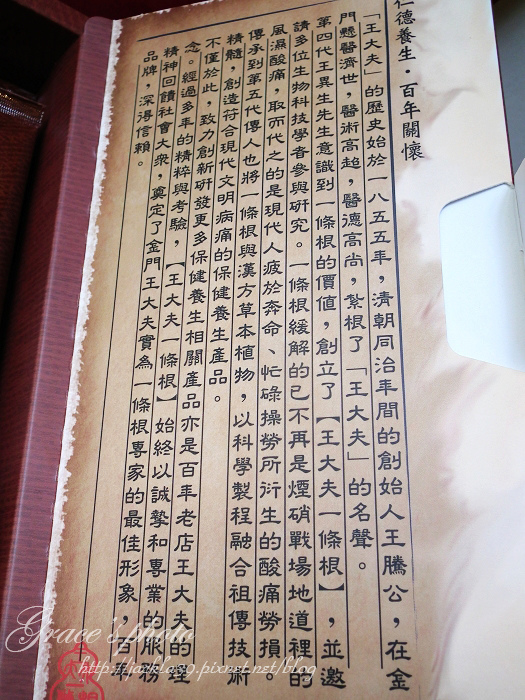 仁德養生．百年關懷
「王大夫」的歷史始於一八五五年，清朝同治年間的創始人王騰公，在金
門懸醫濟世，醫術高超，醫德高尚，紮根了「王大夫」的名聲。
第四代王異生先生意識到一條根的價值，創立了【王大夫一條根】，並邀
請多位生物科技學者參與研究。一條根緩解的已不再是煙硝戰場地道裡的
風濕酸痛，取而代之的是現代人疲於奔命、忙碌操勞所衍生的酸痛勞損
傳承到第五代傳人也將一條根與漢方草本植物，以科學製程融合祖傳技術
精髓，創造符合現代文明病痛的保健養生產品。
不僅於此，致力創新研發更多保健養生相關產品亦是百年老店王大夫的理
念。經過多年的精粹與考驗，【王大夫一條根】始終以誠摯和專業的服務
精神回饋社會大眾，奠定了金門王大夫實為一條根專家的最佳形象
品牌，深得信賴。
Grace's photo
http://jackla39.pixnet.net/blog